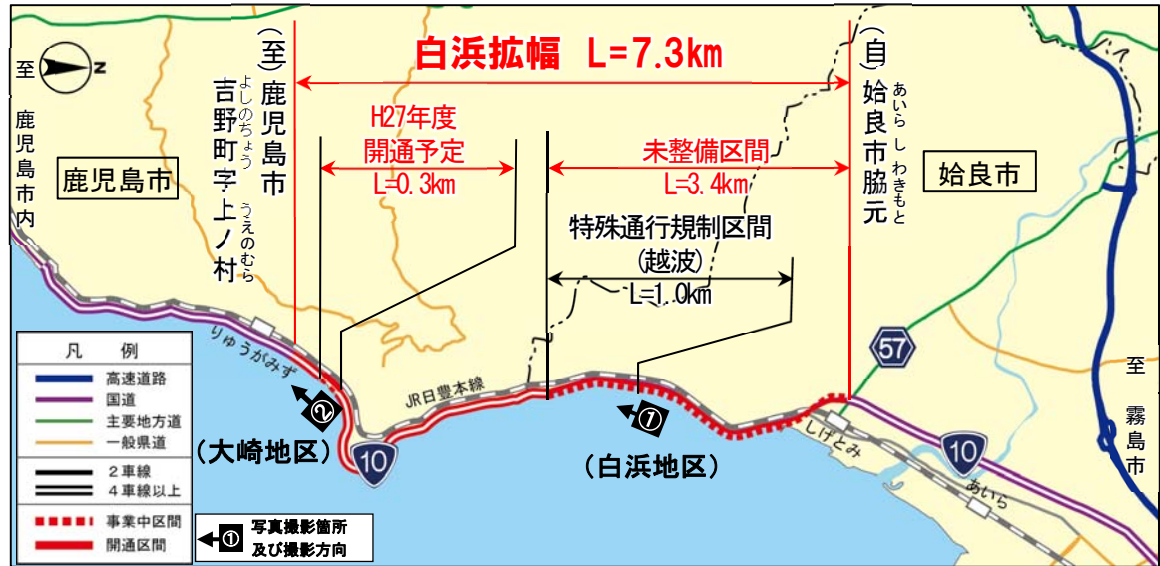 白浜拡幅 L=7.3km
至 鹿児島市内
N
(至)鹿児島市
吉野町字上ノ村
よしのちょう うえのむら
(自)姶良市脇元
あいら し わきもと
H27年度
開通予定
L=0.3km
未整備区間
L=3.4km
鹿児島市
姶良市
特殊通行規制区間
(越波)
L=1.0km
57
至 霧島市
りゅうがみず
JR日豊本線
②
①
しげとみ
(大崎地区)
10
(白浜地区)
10
あいら
凡 例
高速道路
国道
主要地方道
一般県道
2車線
4車線以上
事業中区間
開通区間
① 写真撮影箇所
及び撮影方向